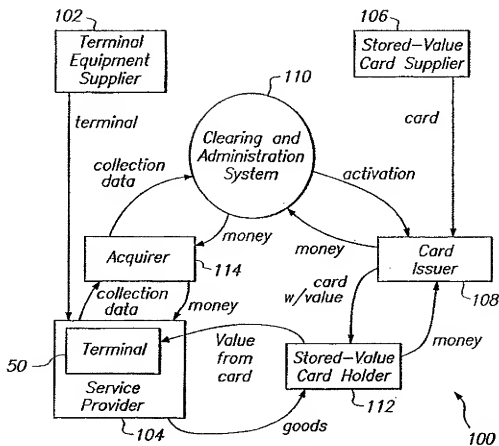 102
Terminal
Equipment
Supplier
106
Stored-Value
Card Supplier
110
terminal
card
Clearing and
Administration
System
collection
data
activation
money
money
Acquirer
114
Card
Issuer
108
collection
data
money
card
w/value
money
50
Terminal
Value
from
card
Stored-Value
Card Holder
112
Service
Provider
104
goods
100